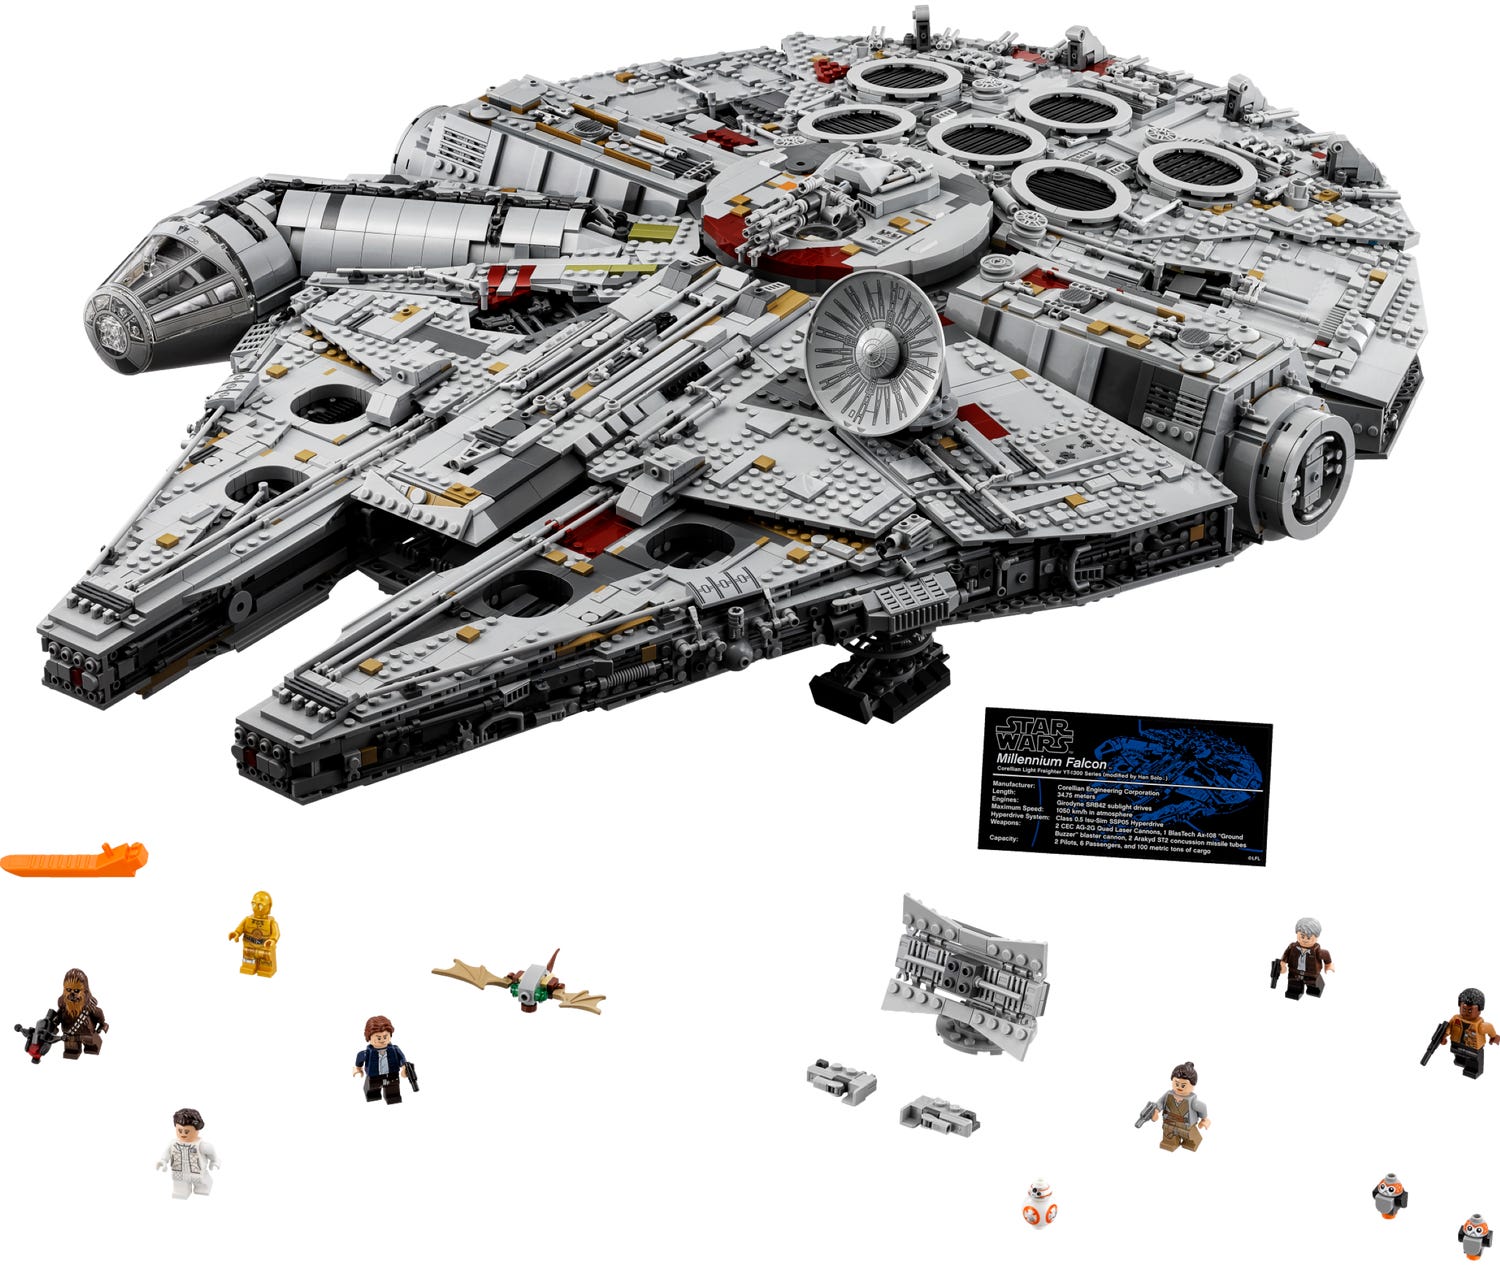 STAR
WARS
Millennium Falcon
Corellian Light Freighter YT-1300 Series (modified by Han Solo.)
Manufacturer: Corellian Engineering Corporation
Length: 34.75 meters
Engines: Girodyne SRB42 sublight drives
Maximum Speed: 1050 km/h in atmosphere
Hyperdrive System: Class 0.5 Isu-Sim SSP05 Hyperdrive
Weapons: 2 CEC AG-2G Quad Laser Cannons, 1 BlasTech Ax-108 "Ground
Buzzer" blaster cannon, 2 Arakyd ST2 concussion missile tubes
Capacity: 2 Pilots, 6 Passengers, and 100 metric tons of cargo
©LFL